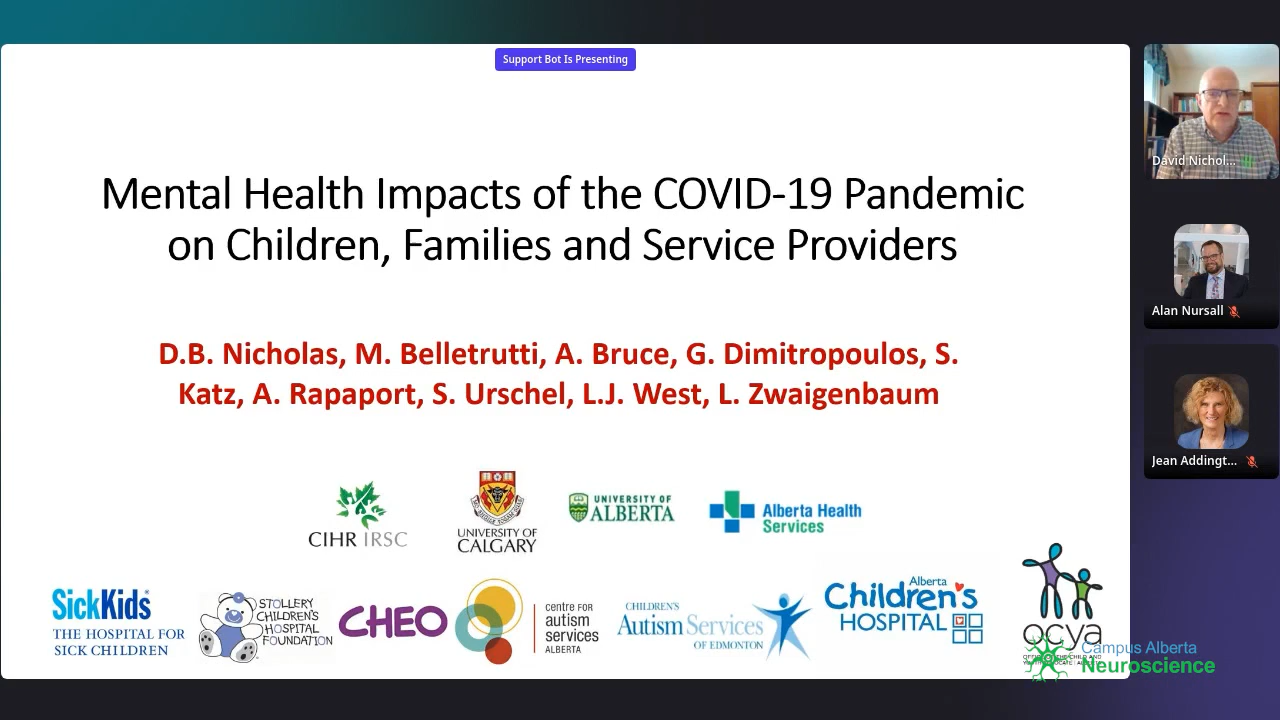 Support Bot Is Presenting
Mental Health Impacts of the COVID-19 Pandemic
on Children, Families and Service Providers
D.B. Nicholas, M. Belletrutti, A. Bruce, G. Dimitropoulos, S.
Katz, A. Rapaport, S. Urschel, L.J. West, L. Zwaigenbaum
CIHR IRSC
UNIVERSITY OF
CALGARY
UNIVERSITY OF
ALBERTA
Alberta Health
Services
SickKids®
THE HOSPITAL FOR
SICK CHILDREN
STOLLERY
CHILDREN'S
HOSPITAL
FOUNDATION
CHEO
centre for
autism
services
ALBERTA
CHILDREN'S
Autism Services
OF EDMONTON
Alberta
Children's
HOSPITAL
ocya
Campus Alberta
Neuroscience
David Nichol...
Alan Nursall
Jean Addingt...